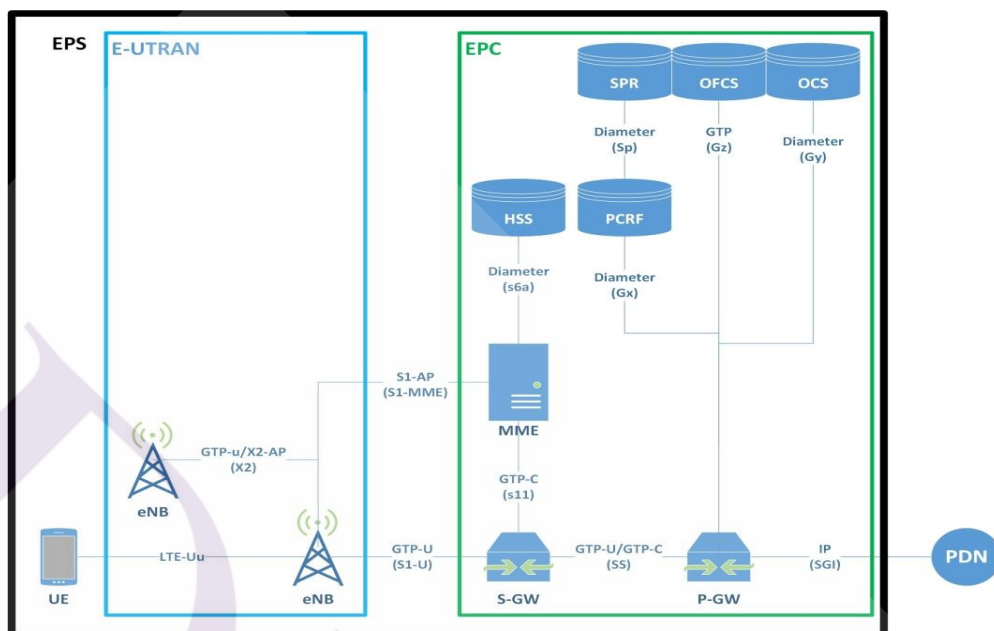 EPS
E-UTRAN
EPC
SPR
OFCS
OCS
Diameter
(Sp)
GTP
(Gz)
Diameter
(Gy)
HSS
PCRF
Diameter
(s6a)
Diameter
(Gx)
S1-AP
(S1-MME)
MME
GTP-u/X2-AP
(X2)
eNB
GTP-C
(s11)
LTE-Uu
GTP-U
(S1-U)
GTP-U/GTP-C
(SS)
IP
(SGI)
PDN
UE
eNB
S-GW
P-GW